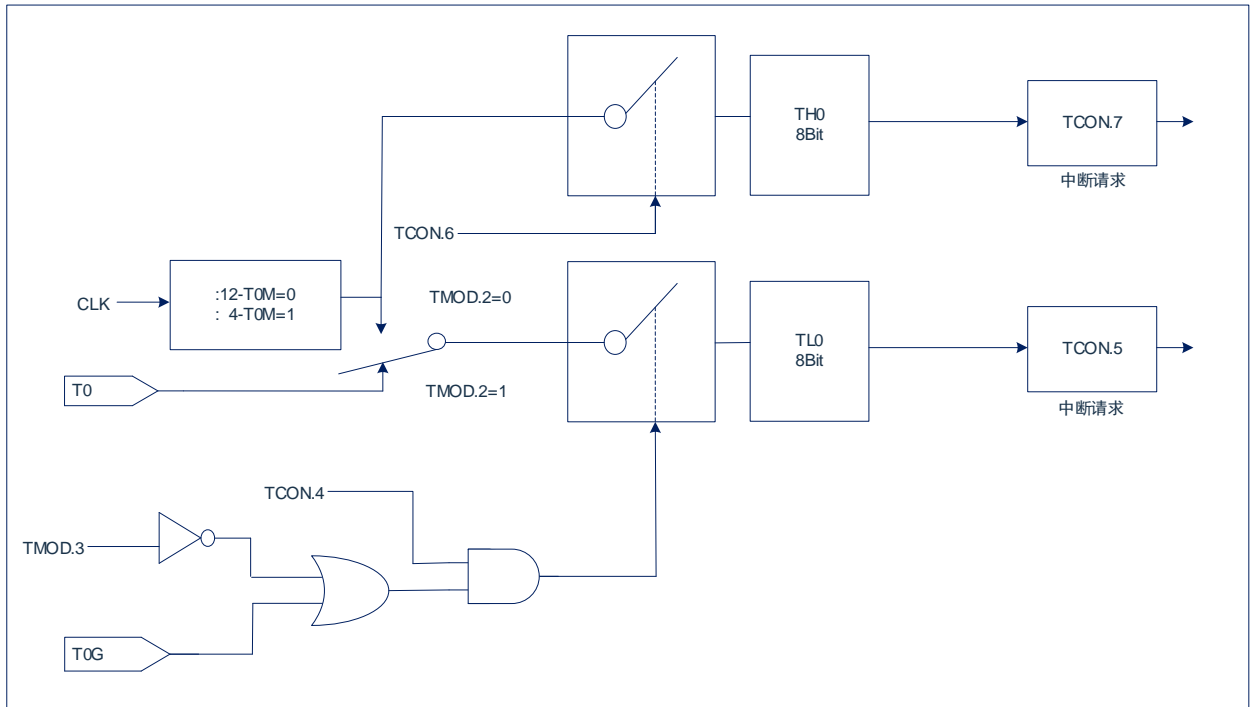 TH0
8Bit
TCON.7
中断请求
TCON.6
CLK
:12-T0M=0
: 4-T0M=1
TMOD.2=0
TL0
8Bit
TCON.5
中断请求
T0
TMOD.2=1
TCON.4
TMOD.3
T0G